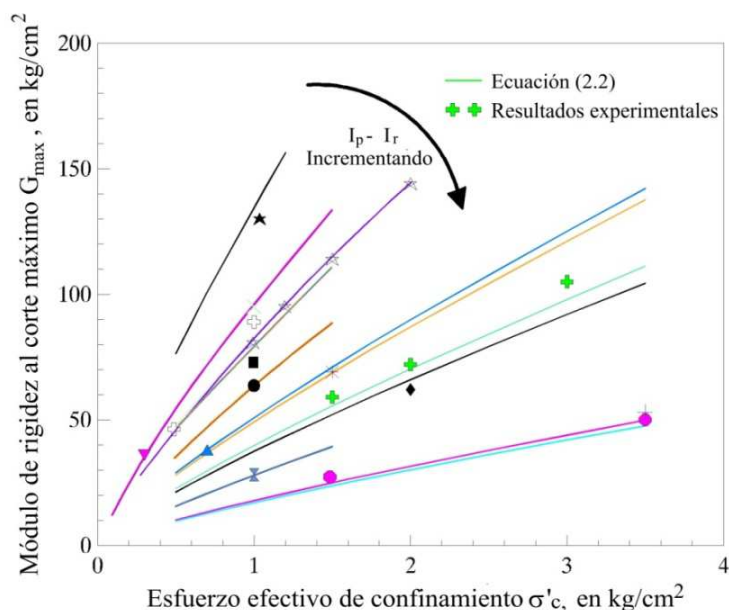 200
150
100
50
0
0
1
2
3
4
Módulo de rigidez al corte máximo G_max , en kg/cm²
Esfuerzo efectivo de confinamiento σ'c, en kg/cm²
Ecuación (2.2)
Resultados experimentales
I_p - I_r
Incrementando